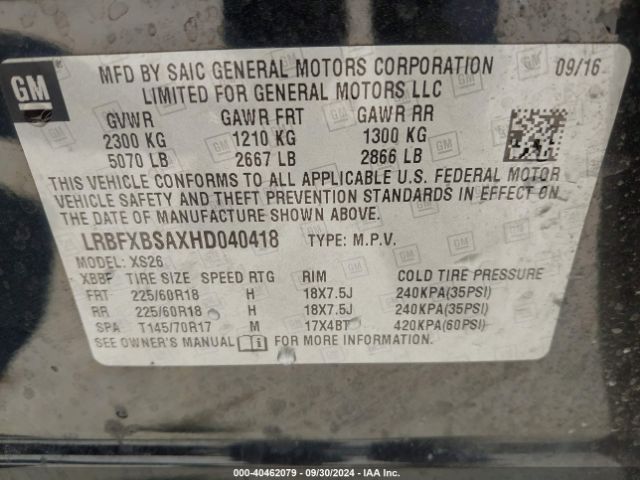 GM
MFD BY SAIC GENERAL MOTORS CORPORATION 09/16
LIMITED FOR GENERAL MOTORS LLC
GVWR GAWR FRT GAWR RR
2300 KG 1210 KG 1300 KG
5070 LB 2667 LB 2866 LB
THIS VEHICLE CONFORMS TO ALL APPLICABLE U.S. FEDERAL MOTOR
VEHICLE SAFETY AND THEFT PREVENTION STANDARDS IN EFFECT ON
THE DATE OF MANUFACTURE SHOWN ABOVE.
LRBFXBSAXHD040418 TYPE: M.P.V.
MODEL: XS26
XBBF TIRE SIZE SPEED RTG RIM COLD TIRE PRESSURE
FRT 225/60R18 H 18X7.5J 240KPA(35PSI)
RR 225/60R18 H 18X7.5J 240KPA(35PSI)
SPA T145/70R17 M 17X4BT 420KPA(60PSI)
SEE OWNER'S MANUAL i FOR MORE INFORMATION.
000-40462079 - 09/30/2024 - IAA Inc.